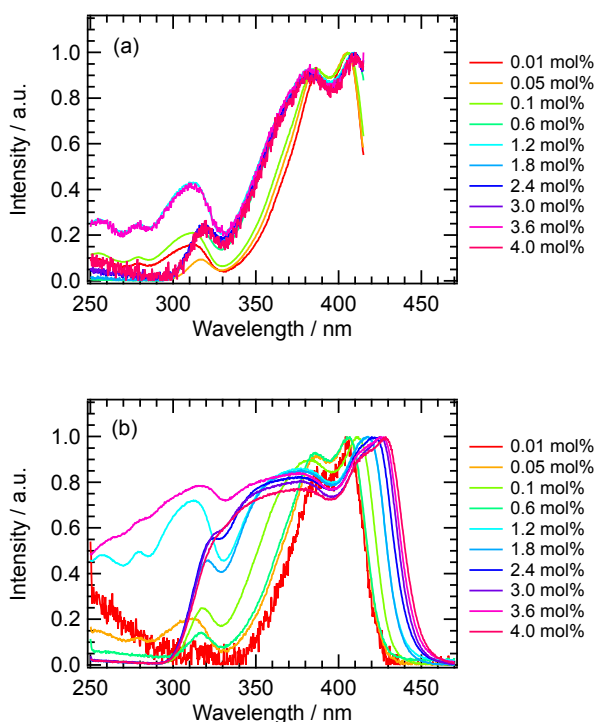 (a)
Intensity / a.u.
1.0
0.8
0.6
0.4
0.2
0.0
250 300 350 400 450
Wavelength / nm
0.01 mol%
0.05 mol%
0.1 mol%
0.6 mol%
1.2 mol%
1.8 mol%
2.4 mol%
3.0 mol%
3.6 mol%
4.0 mol%
(b)
Intensity / a.u.
1.0
0.8
0.6
0.4
0.2
0.0
250 300 350 400 450
Wavelength / nm
0.01 mol%
0.05 mol%
0.1 mol%
0.6 mol%
1.2 mol%
1.8 mol%
2.4 mol%
3.0 mol%
3.6 mol%
4.0 mol%